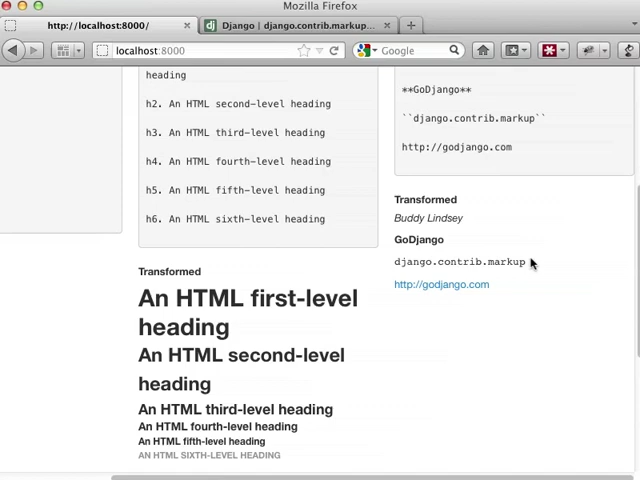 Mozilla Firefox
http://localhost:8000/
Django | django.contrib.markup...
localhost:8000
Google
heading
h2. An HTML second-level heading
h3. An HTML third-level heading
h4. An HTML fourth-level heading
h5. An HTML fifth-level heading
h6. An HTML sixth-level heading
Transformed
An HTML first-level
heading
An HTML second-level
heading
An HTML third-level heading
An HTML fourth-level heading
An HTML fifth-level heading
AN HTML SIXTH-LEVEL HEADING
**GoDjango**
``django.contrib.markup``
http://godjango.com
Transformed
Buddy Lindsey
GoDjango
django.contrib.markup
http://godjango.com